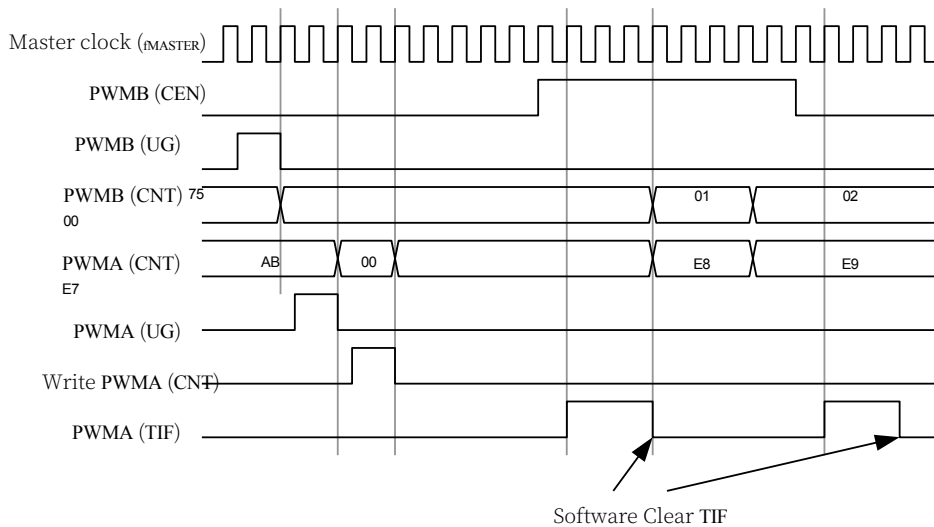 Master clock (fMASTER)
PWMB (CEN)
PWMB (UG)
PWMB (CNT) 75 01 02
00
PWMA (CNT) AB 00 E8 E9
E7
PWMA (UG)
Write PWMA (CNT)
PWMA (TIF)
Software Clear TIF